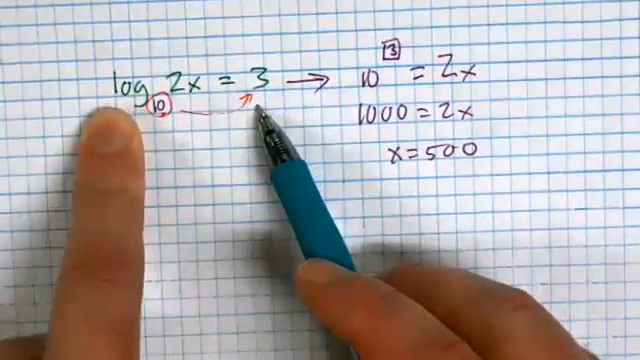 log₁₀ 2x = 3 → 10³ = 2x
1000 = 2x
x = 500